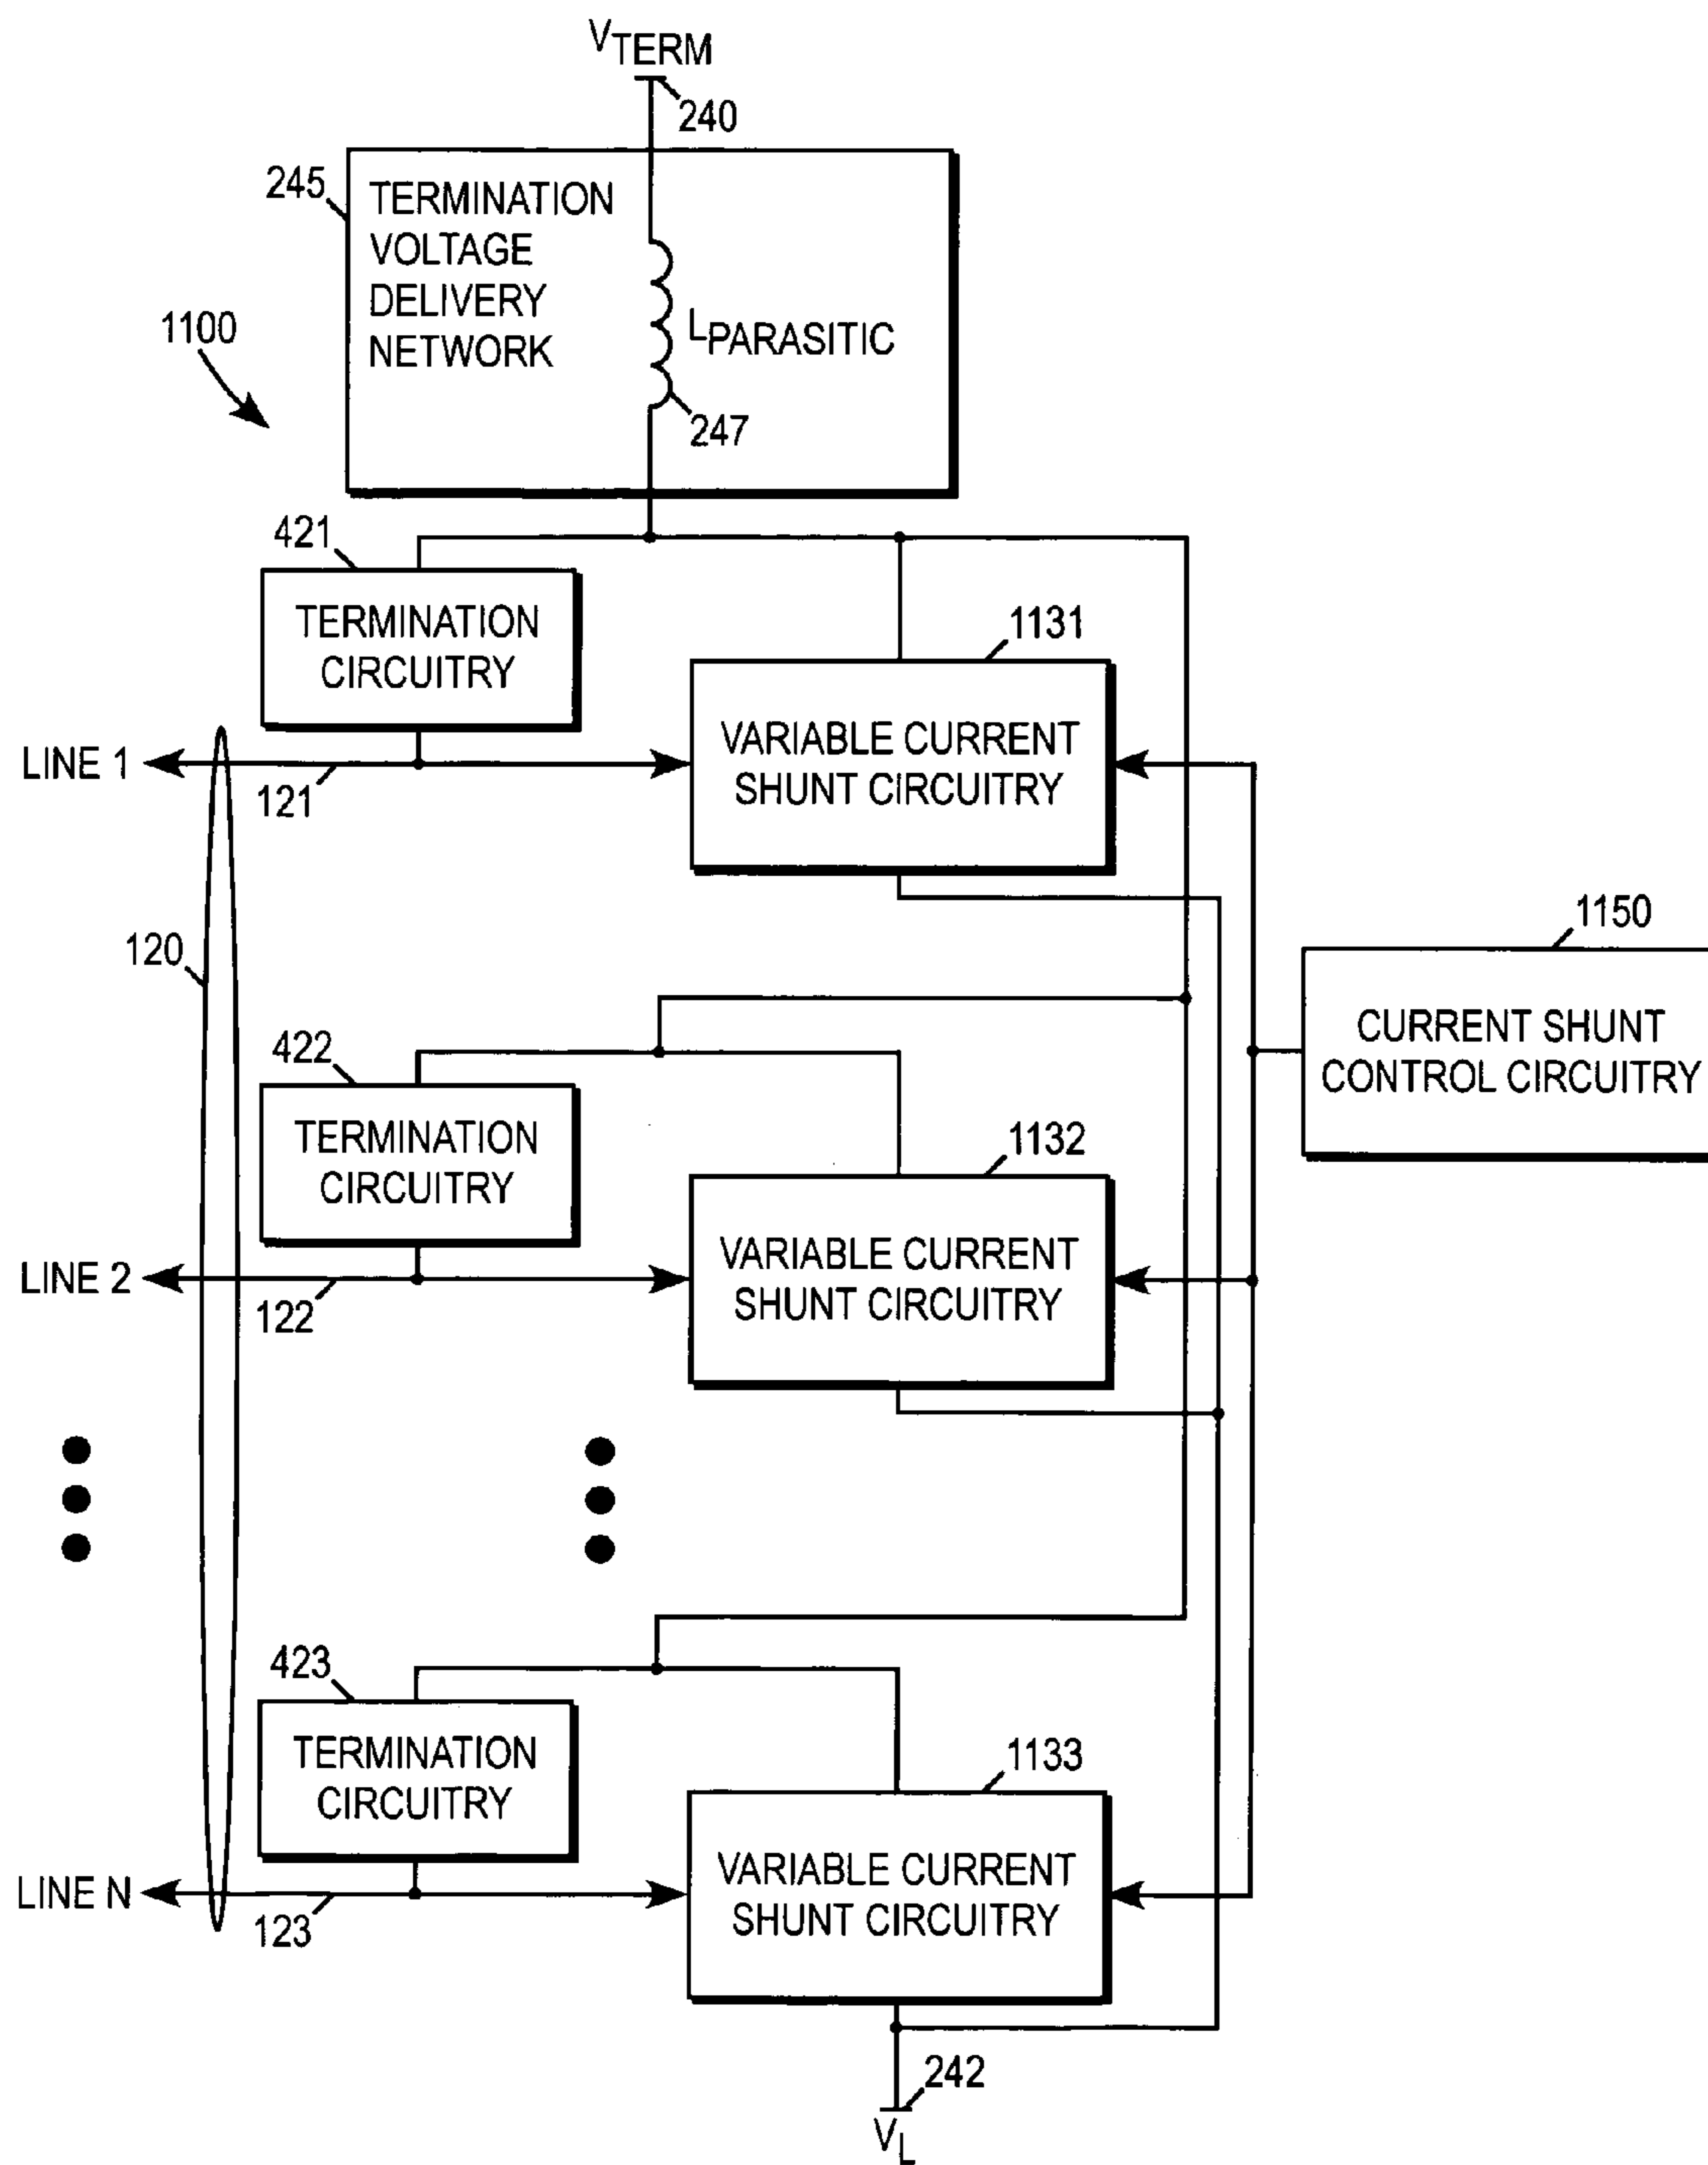 VTERM
240
245
TERMINATION
VOLTAGE
DELIVERY
NETWORK
LPARASITIC
247
1100
421
TERMINATION
CIRCUITRY
1131
VARIABLE CURRENT
SHUNT CIRCUITRY
LINE 1
121
120
1150
CURRENT SHUNT
CONTROL CIRCUITRY
422
TERMINATION
CIRCUITRY
1132
VARIABLE CURRENT
SHUNT CIRCUITRY
LINE 2
122
423
TERMINATION
CIRCUITRY
1133
VARIABLE CURRENT
SHUNT CIRCUITRY
LINE N
123
242
VL